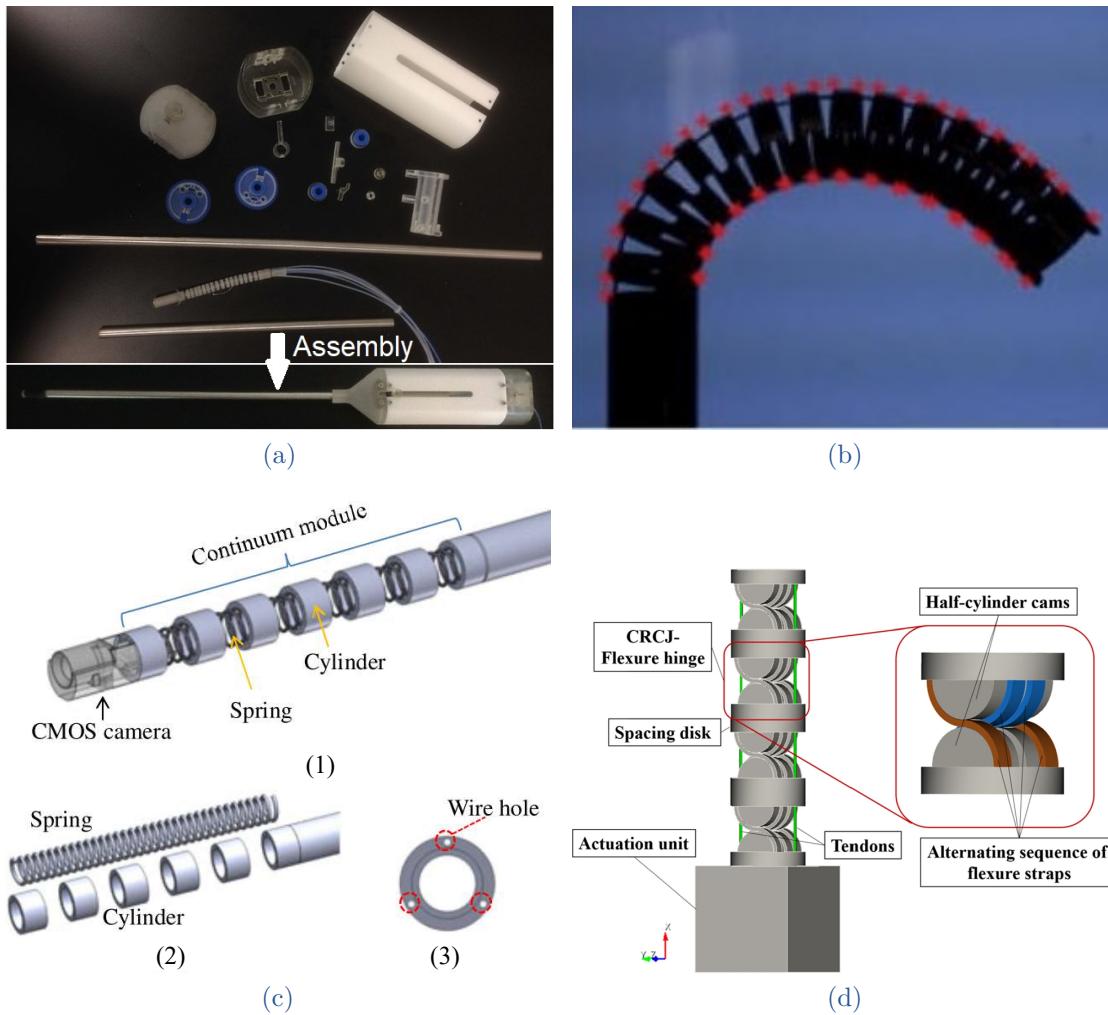 Assembly
(a)
(b)
Continuum module
Cylinder
Spring
CMOS camera
(1)
Spring
Cylinder
(2)
Wire hole
(3)
(c)
CRCJ-
Flexure hinge
Spacing disk
Actuation unit
Half-cylinder cams
Tendons
Alternating sequence of
flexure straps
X
Y
Z
(d)